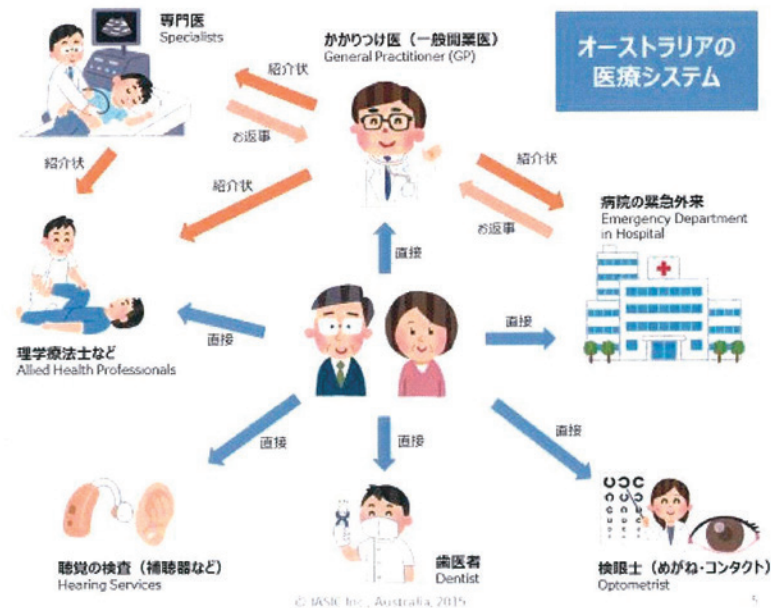 専門医
Specialists
かかりつけ医（一般開業医）
General Practitioner (GP)
オーストラリアの
医療システム
紹介状
お返事
紹介状
紹介状
紹介状
お返事
病院の緊急外来
Emergency Department
in Hospital
直接
直接
直接
理学療法士など
Allied Health Professionals
直接
直接
直接
聴覚の検査（補聴器など）
Hearing Services
歯医者
Dentist
検眼士（めがね・コンタクト）
Optometrist
© JASIC Inc., Australia, 2015
5